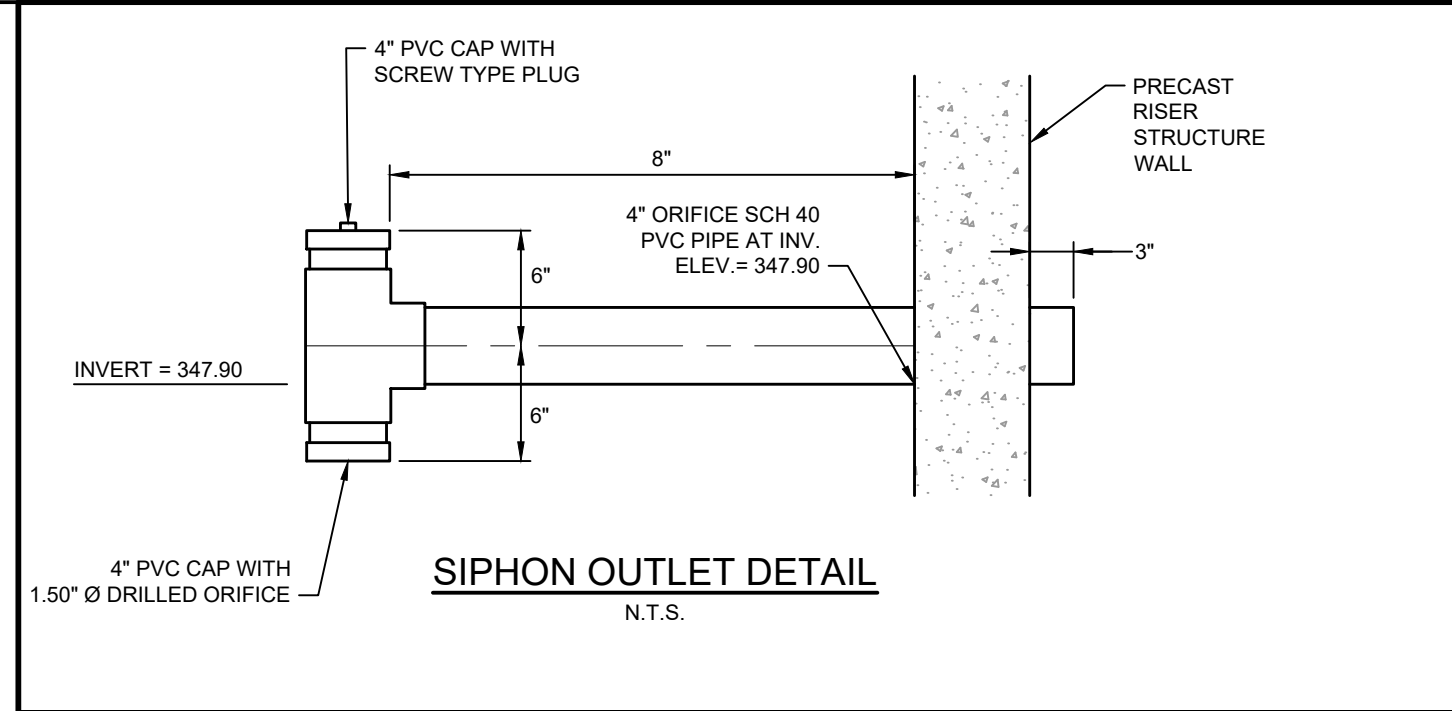 4" PVC CAP WITH
SCREW TYPE PLUG
PRECAST
RISER
STRUCTURE
WALL
8"
4" ORIFICE SCH 40
PVC PIPE AT INV.
ELEV.= 347.90
3"
6"
INVERT = 347.90
6"
4" PVC CAP WITH
1.50" Ø DRILLED ORIFICE
SIPHON OUTLET DETAIL
N.T.S.